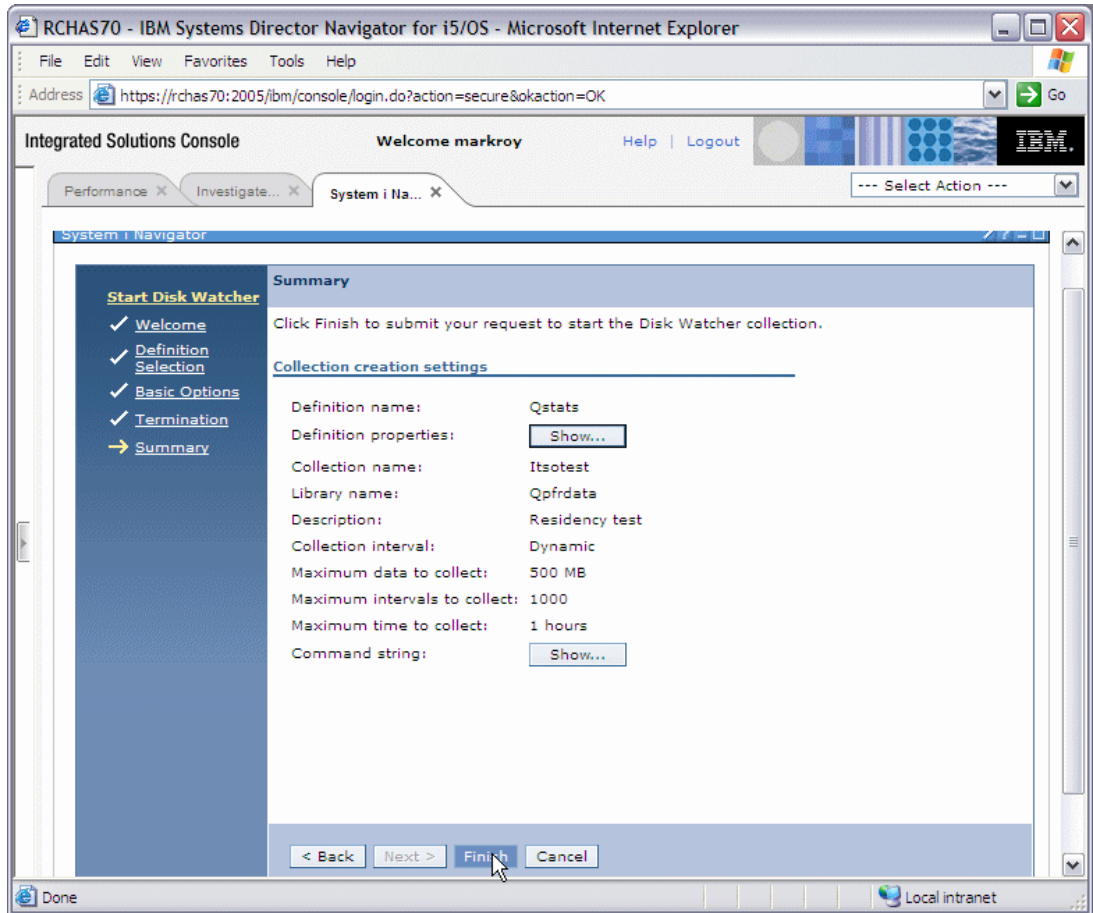 RCHAS70 - IBM Systems Director Navigator for i5/OS - Microsoft Internet Explorer
File Edit View Favorites Tools Help
Address https://rchas70:2005/ibm/console/login.do?action=secure&okaction=OK Go
Integrated Solutions Console Welcome markroy Help | Logout IBM.
Performance Investigate... System i Na... --- Select Action ---
System i Navigator
Start Disk Watcher
Welcome
Definition
Selection
Basic Options
Termination
Summary
Summary
Click Finish to submit your request to start the Disk Watcher collection.
Collection creation settings
Definition name: Qstats
Definition properties: Show...
Collection name: Itsotest
Library name: Qpfrdata
Description: Residency test
Collection interval: Dynamic
Maximum data to collect: 500 MB
Maximum intervals to collect: 1000
Maximum time to collect: 1 hours
Command string: Show...
< Back Next > Finish Cancel
Done Local intranet